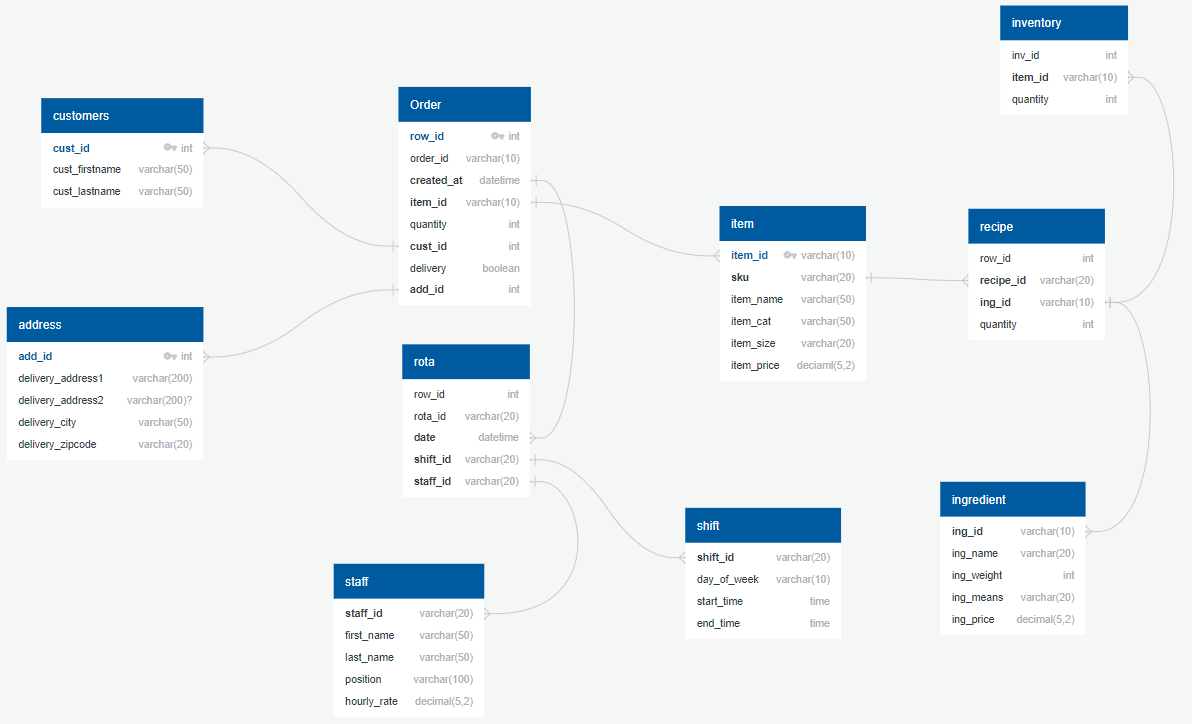 inventory
inv_id int
item_id varchar(10)
quantity int
customers
cust_id int
cust_firstname varchar(50)
cust_lastname varchar(50)
Order
row_id int
order_id varchar(10)
created_at datetime
item_id varchar(10)
quantity int
cust_id int
delivery boolean
add_id int
item
item_id varchar(10)
sku varchar(20)
item_name varchar(50)
item_cat varchar(50)
item_size varchar(20)
item_price deciaml(5,2)
recipe
row_id int
recipe_id varchar(20)
ing_id varchar(10)
quantity int
address
add_id int
delivery_address1 varchar(200)
delivery_address2 varchar(200)?
delivery_city varchar(50)
delivery_zipcode varchar(20)
rota
row_id int
rota_id varchar(20)
date datetime
shift_id varchar(20)
staff_id varchar(20)
ingredient
ing_id varchar(10)
ing_name varchar(20)
ing_weight int
ing_means varchar(20)
ing_price decimal(5,2)
shift
shift_id varchar(20)
day_of_week varchar(10)
start_time time
end_time time
staff
staff_id varchar(20)
first_name varchar(50)
last_name varchar(50)
position varchar(100)
hourly_rate decimal(5,2)